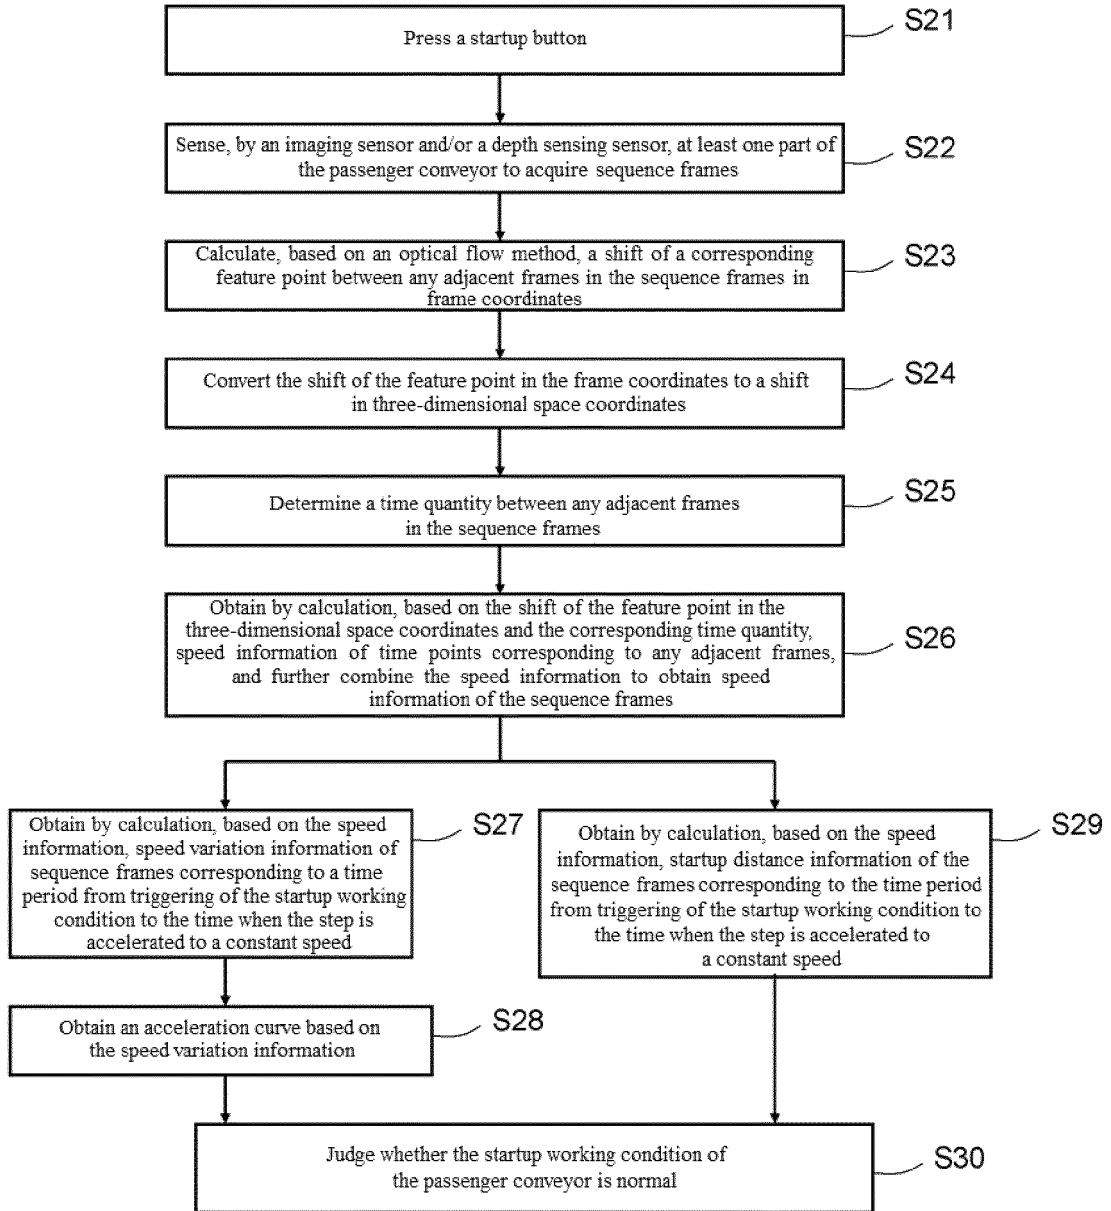 Press a startup button
S21
Sense, by an imaging sensor and/or a depth sensing sensor, at least one part of
the passenger conveyor to acquire sequence frames
S22
Calculate, based on an optical flow method, a shift of a corresponding
feature point between any adjacent frames in the sequence frames in
frame coordinates
S23
Convert the shift of the feature point in the frame coordinates to a shift
in three-dimensional space coordinates
S24
Determine a time quantity between any adjacent frames
in the sequence frames
S25
Obtain by calculation, based on the shift of the feature point in the
three-dimensional space coordinates and the corresponding time quantity,
speed information of time points corresponding to any adjacent frames,
and further combine the speed information to obtain speed
information of the sequence frames
S26
Obtain by calculation, based on the speed
information, speed variation information of
sequence frames corresponding to a time
period from triggering of the startup working
condition to the time when the step is
accelerated to a constant speed
S27
Obtain by calculation, based on the speed
information, startup distance information of the
sequence frames corresponding to the time period
from triggering of the startup working condition to
the time when the step is accelerated to
a constant speed
S29
Obtain an acceleration curve based on
the speed variation information
S28
Judge whether the startup working condition of
the passenger conveyor is normal
S30